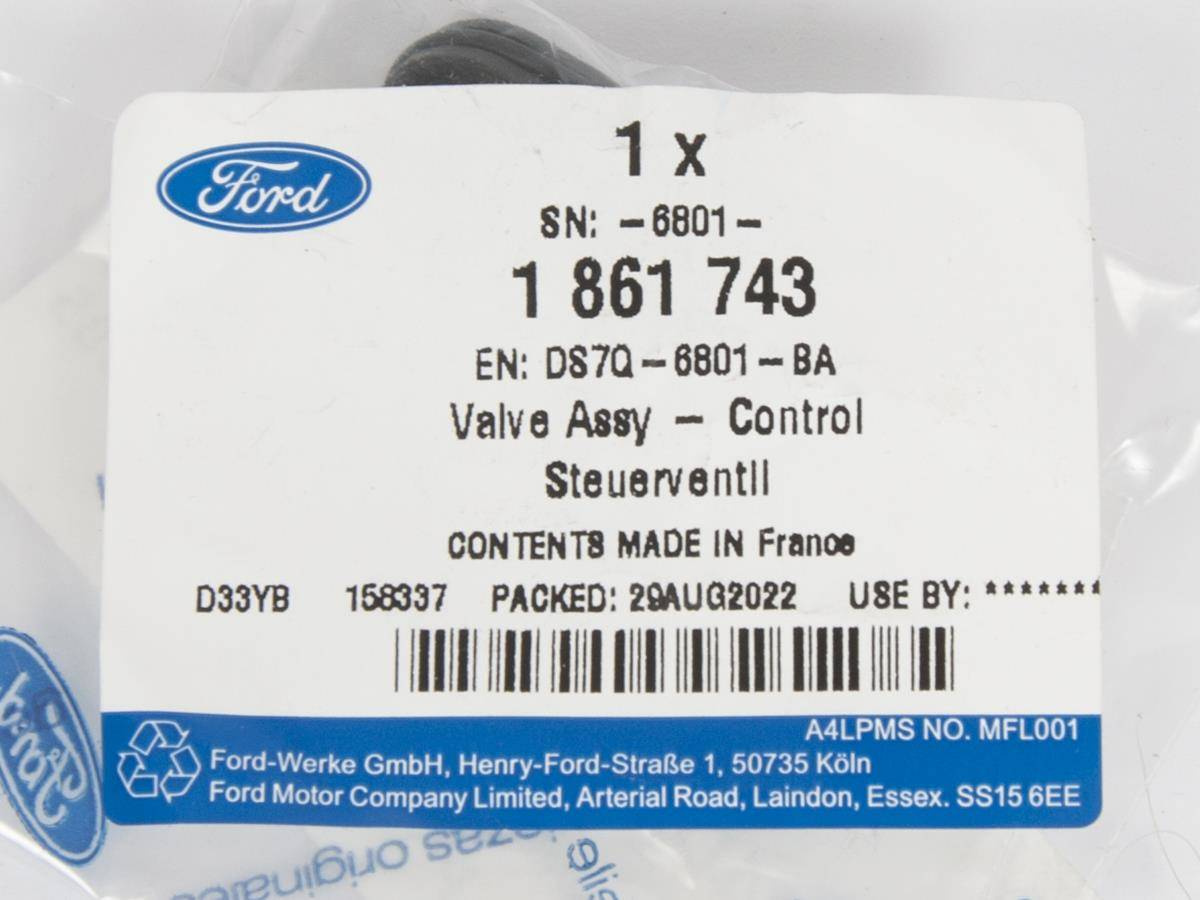 Ford
1 x
SN: -6801-
1 861 743
EN: DS7Q-6801-BA
Valve Assy - Control
Steuerventil
CONTENTS MADE IN France
D33YB 158337 PACKED: 29AUG2022 USE BY: *******
A4LPMS NO. MFL001
Ford-Werke GmbH, Henry-Ford-Straße 1, 50735 Köln
Ford Motor Company Limited, Arterial Road, Laindon, Essex. SS15 6EE
Ford
originales